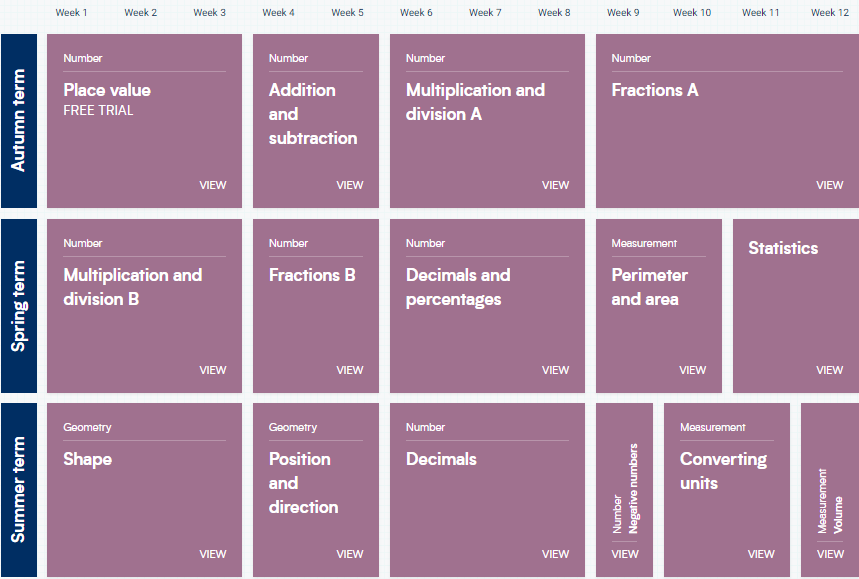 Week 1
Week 2
Week 3
Week 4
Week 5
Week 6
Week 7
Week 8
Week 9
Week 10
Week 11
Week 12
Autumn term
Number
Place value
FREE TRIAL
VIEW
Number
Addition
and
subtraction
VIEW
Number
Multiplication and
division A
VIEW
Number
Fractions A
VIEW
Spring term
Number
Multiplication and
division B
VIEW
Number
Fractions B
VIEW
Number
Decimals and
percentages
VIEW
Measurement
Perimeter
and area
VIEW
Statistics
VIEW
Summer term
Geometry
Shape
VIEW
Geometry
Position
and
direction
VIEW
Number
Decimals
VIEW
Number
Negative numbers
VIEW
Measurement
Converting
units
VIEW
Measurement
Volume
VIEW